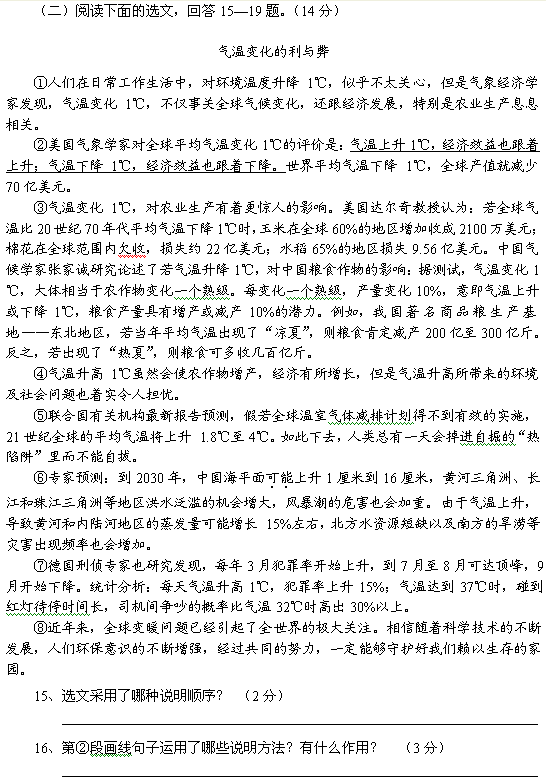 （二）阅读下面的选文，回答 15—19 题。（14 分）
气温变化的利与弊
①人们在日常工作生活中，对环境温度升降 1℃，似乎不太关心，但是气象经济学
家发现，气温变化 1℃，不仅事关全球气候变化，还跟经济发展，特别是农业生产息息
相关。
②美国气象学家对全球平均气温变化 1℃的评价是：气温上升 1℃，经济效益也跟着
上升；气温下降 1℃，经济效益也跟着下降。世界平均气温下降 1℃，全球产值就减少
70 亿美元。
③气温变化 1℃，对农业生产有着更惊人的影响。美国达尔奇教授认为：若全球气
温比 20 世纪 70 年代平均气温下降 1℃时，玉米在全球 60%的地区增加收成 2100 万美元；
棉花在全球范围内欠收，损失约 22 亿美元；水稻 65%的地区损失 9.56 亿美元。中国气
候学家张家诚研究论述了若气温升降 1℃，对中国粮食作物的影响：据测试，气温变化 1
℃，大体相当于农作物变化一个熟级。每变化一个熟级，产量变化 10%，意即气温上升
或下降 1℃，粮食产量具有增产或减产 10%的潜力。例如，我国著名商品粮生产基
地——东北地区，若当年平均气温出现了“凉夏”，则粮食肯定减产 200 亿至 300 亿斤。
反之，若出现了“热夏”，则粮食可多收几百亿斤。
④气温升高 1℃虽然会使农作物增产，经济有所增长，但是气温升高所带来的环境
及社会问题也着实令人担忧。
⑤联合国有关机构最新报告预测，假若全球温室气体减排计划得不到有效的实施，
21 世纪全球的平均气温将上升 1.8℃至 4℃。如此下去，人类总有一天会掉进自掘的“热
陷阱”里而不能自拔。
⑥专家预测：到 2030 年，中国海平面可能上升 1 厘米到 16 厘米，黄河三角洲、长
江和珠江三角洲等地区洪水泛滥的机会增大，风暴潮的危害也会加重。由于气温上升，
导致黄河和内陆河地区的蒸发量可能增长 15%左右，北方水资源短缺以及南方的旱涝等
灾害出现频率也会增加。
⑦德国刑侦专家也研究发现，每年 3 月犯罪率开始上升，到 7 月至 8 月可达顶峰，9
月开始下降。统计分析：每天气温升高 1℃，犯罪率上升 15%；气温达到 37℃时，碰到
红灯待停时间长，司机间争吵的概率比气温 32℃时高出 30%以上。
⑧近年来，全球变暖问题已经引起了全世界的极大关注。相信随着科学技术的不断
发展，人们环保意识的不断增强，经过共同的努力，一定能够守护好我们赖以生存的家
园。
15、选文采用了哪种说明顺序？ （2 分）
16、第②段画线句子运用了哪些说明方法？有什么作用？ （3 分）